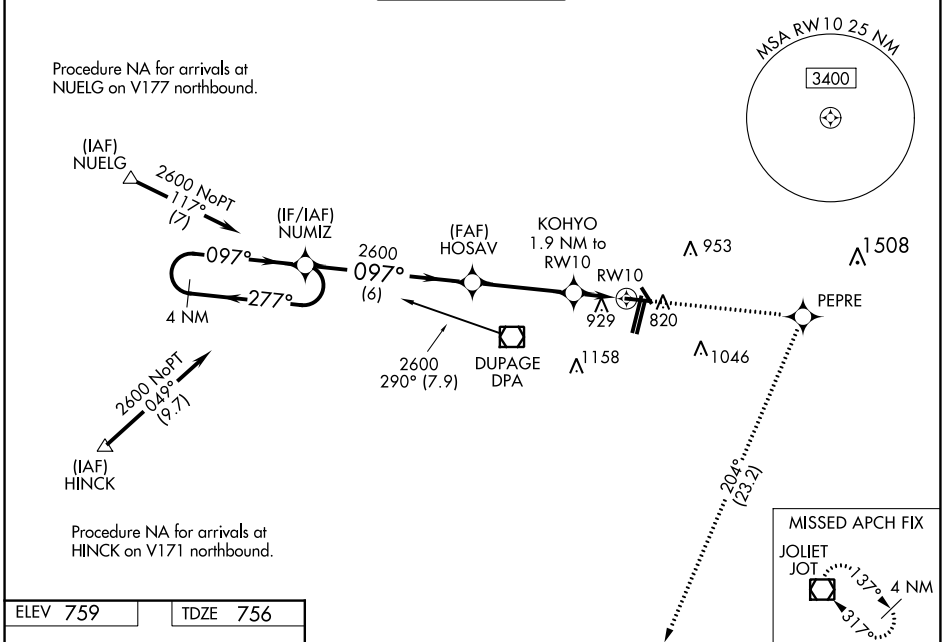 MSA RW10 25 NM
3400
Procedure NA for arrivals at
NUELG on V177 northbound.
(IAF)
NUELG
2600 NoPT
117°
(7)
(IF/IAF)
NUMIZ
097°
277°
4 NM
2600
097°
(6)
(FAF)
HOSAV
KOHYO
1.9 NM to
RW10
RW10
953
1508
929
820
PEPRE
2600
290° (7.9)
DUPAGE
DPA
1158
1046
2600 NoPT
049°
(9.7)
(IAF)
HINCK
204°
(23.2)
Procedure NA for arrivals at
HINCK on V171 northbound.
MISSED APCH FIX
JOLIET
JOT
137°
4 NM
317°
ELEV 759
TDZE 756